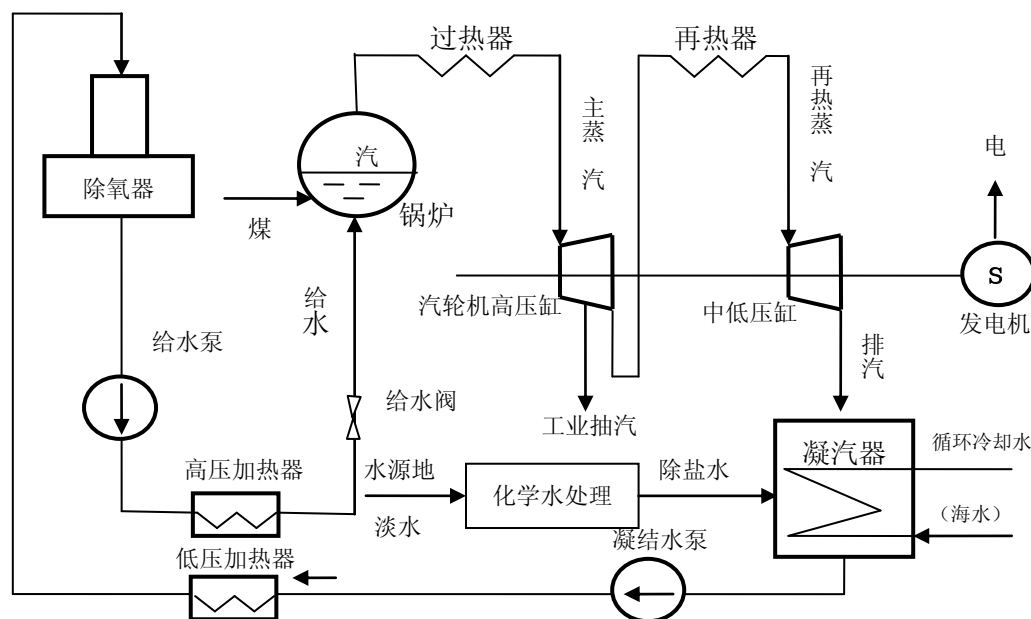 过热器
再热器
主蒸 汽
再热蒸 汽
电
汽
除氧器
煤
锅炉
S
给水
汽轮机高压缸
中低压缸
发电机
给水泵
排汽
给水阀
工业抽汽
凝汽器
循环冷却水
高压加热器
水源地
化学水处理
除盐水
淡水
（海水）
低压加热器
凝结水泵